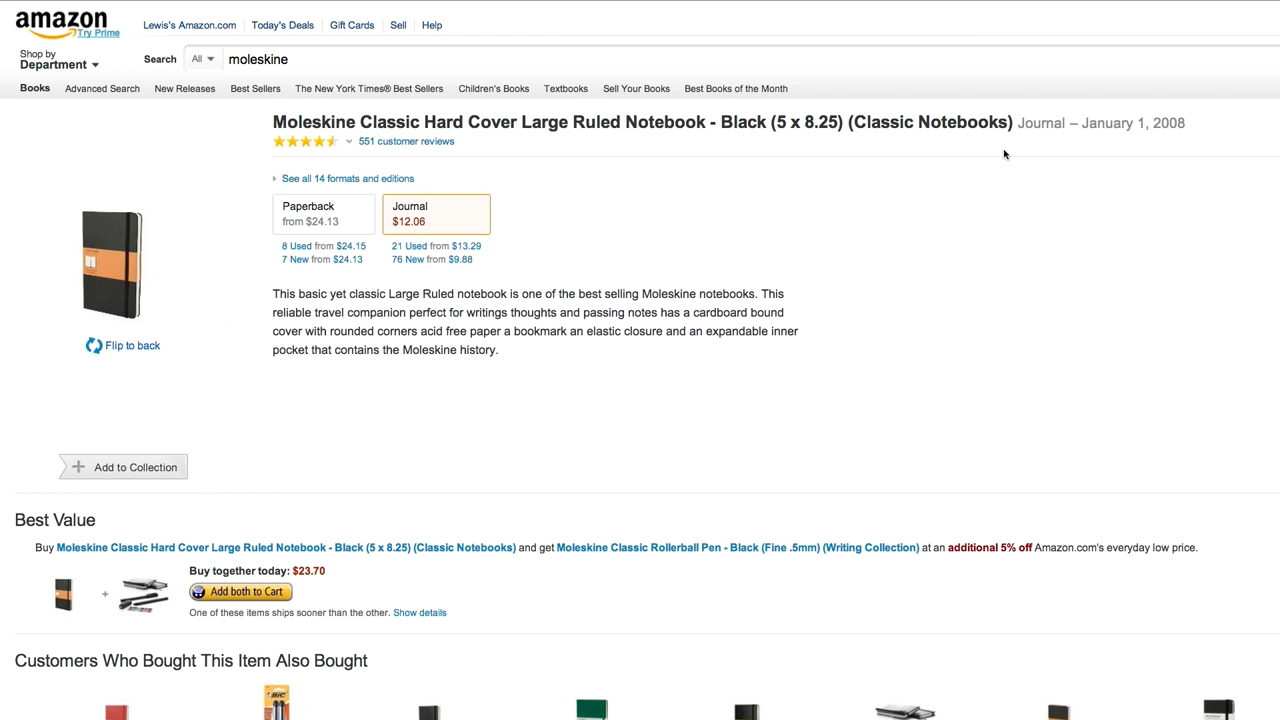 amazon
Try Prime
Lewis's Amazon.com Today's Deals Gift Cards Sell Help
Shop by
Department
Search All moleskine
Books Advanced Search New Releases Best Sellers The New York Times® Best Sellers Children's Books Textbooks Sell Your Books Best Books of the Month
Moleskine Classic Hard Cover Large Ruled Notebook - Black (5 x 8.25) (Classic Notebooks) Journal – January 1, 2008
551 customer reviews
See all 14 formats and editions
Paperback Journal
from $24.13 $12.06
8 Used from $24.15 21 Used from $13.29
7 New from $24.13 76 New from $9.88
This basic yet classic Large Ruled notebook is one of the best selling Moleskine notebooks. This
reliable travel companion perfect for writings thoughts and passing notes has a cardboard bound
cover with rounded corners acid free paper a bookmark an elastic closure and an expandable inner
pocket that contains the Moleskine history.
Flip to back
Add to Collection
Best Value
Buy Moleskine Classic Hard Cover Large Ruled Notebook - Black (5 x 8.25) (Classic Notebooks) and get Moleskine Classic Rollerball Pen - Black (Fine .5mm) (Writing Collection) at an additional 5% off Amazon.com's everyday low price.
Buy together today: $23.70
+ Add both to Cart
One of these items ships sooner than the other. Show details
Customers Who Bought This Item Also Bought
BIC